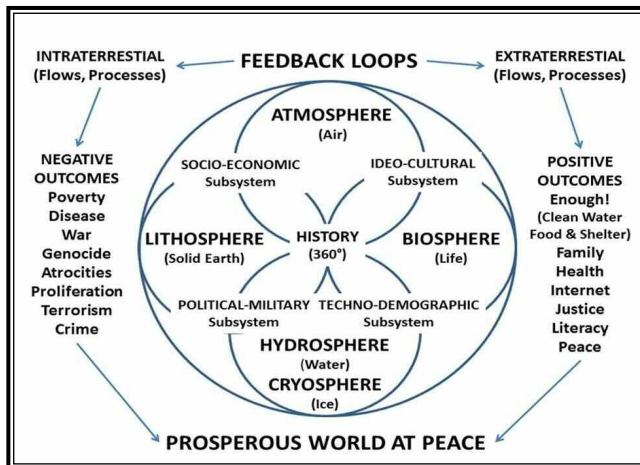 FEEDBACK LOOPS
INTRATERRESTIAL
(Flows, Processes)
EXTRATERRESTIAL
(Flows, Processes)
NEGATIVE
OUTCOMES
Poverty
Disease
War
Genocide
Atrocities
Proliferation
Terrorism
Crime
ATMOSPHERE
(Air)
SOCIO-ECONOMIC
Subsystem
IDEO-CULTURAL
Subsystem
LITHOSPHERE
(Solid Earth)
HISTORY
(360°)
BIOSPHERE
(Life)
POLITICAL-MILITARY
Subsystem
TECHNO-DEMOGRAPHIC
Subsystem
HYDROSPHERE
(Water)
CRYOSPHERE
(Ice)
POSITIVE
OUTCOMES
Enough!
(Clean Water
Food & Shelter)
Family
Health
Internet
Justice
Literacy
Peace
PROSPEROUS WORLD AT PEACE